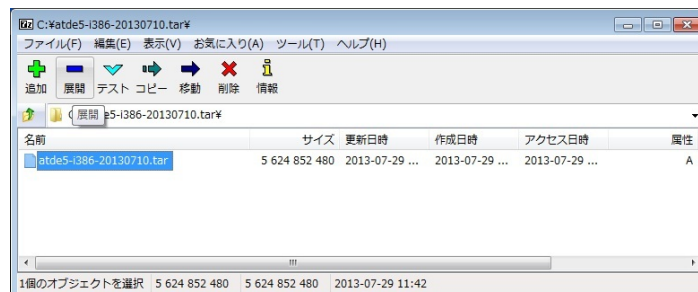 7z C:¥atde5-i386-20130710.tar¥
ファイル(F) 編集(E) 表示(V) お気に入り(A) ツール(T) ヘルプ(H)
追加 展開 テスト コピー 移動 削除 情報
展開 e5-i386-20130710.tar¥
名前 サイズ 更新日時 作成日時 アクセス日時 属性
atde5-i386-20130710.tar 5 624 852 480 2013-07-29 ... 2013-07-29 ... 2013-07-29 ... A
1個のオブジェクトを選択 5 624 852 480 5 624 852 480 2013-07-29 11:42